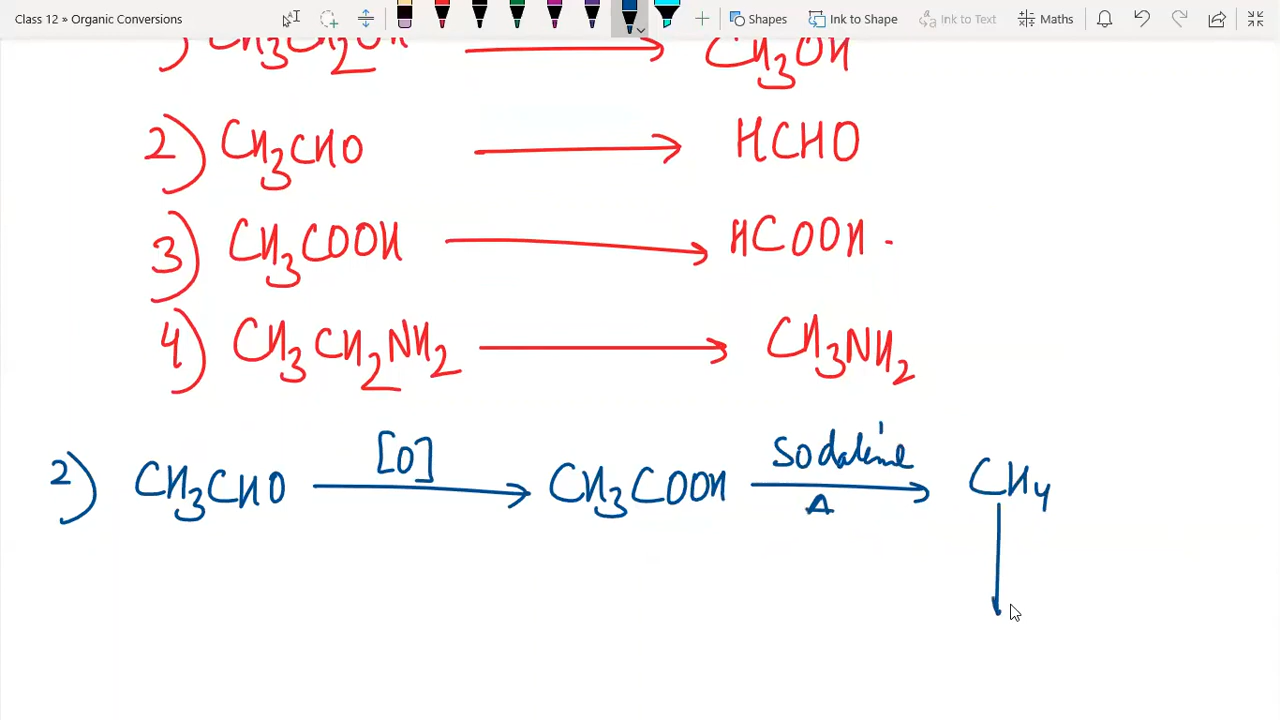 Class 12 » Organic Conversions
Shapes Ink to Shape Ink to Text Maths
1) CH3CH2OH ⟶ CH3OH
2) CH3CHO ⟶ HCHO
3) CH3COOH ⟶ HCOOH.
4) CH3CH2NH2 ⟶ CH3NH2
[O] Sodalime
2) CH3CHO ⟶ CH3COOH ⟶ CH4
Δ